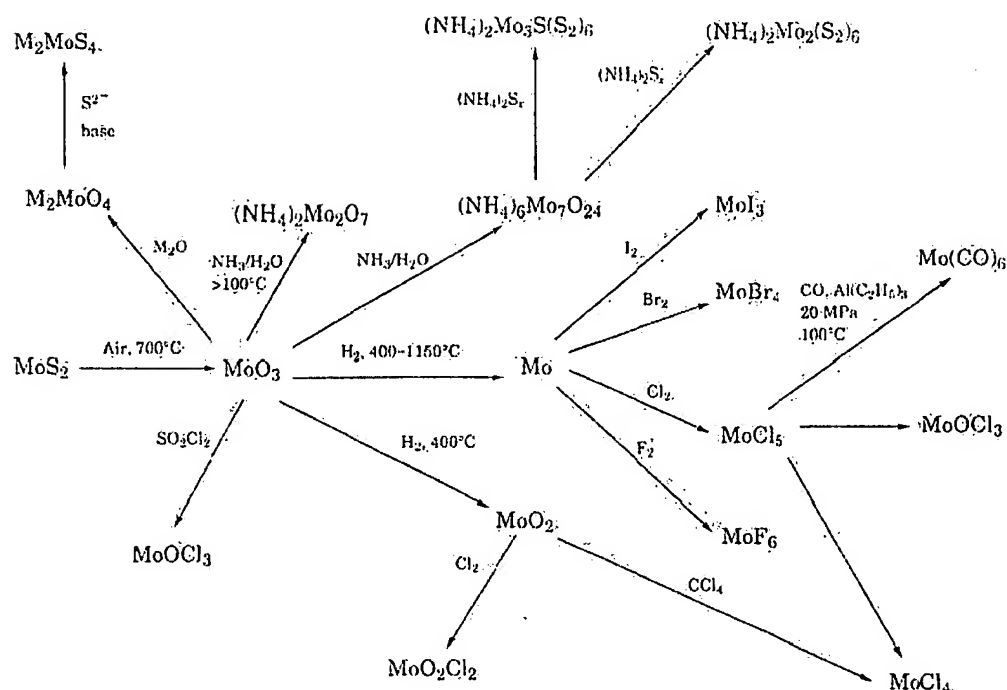 (NH₄)₂Mo₃S(S₂)₆
(NH₄)₂Mo₂(S₂)₆
M₂MoS₄
(NH₄)₂Sₓ
(NH₄)₂Sₓ
S²⁻
base
M₂MoO₄
(NH₄)₂Mo₂O₇
(NH₄)₆Mo₇O₂₄
MoI₃
M₂O
NH₃/H₂O
>100°C
NH₃/H₂O
I₂
Mo(CO)₆
Br₂
MoBr₄
CO, Al(C₂H₅)₃
20 MPa
100°C
MoS₂
Air, 700°C
MoO₃
H₂, 400-1150°C
Mo
Cl₂
MoCl₅
MoOCl₃
SO₂Cl₂
H₂, 400°C
F₂
MoO₂
MoF₆
MoOCl₃
Cl₂
CCl₄
MoO₂Cl₂
MoCl₄